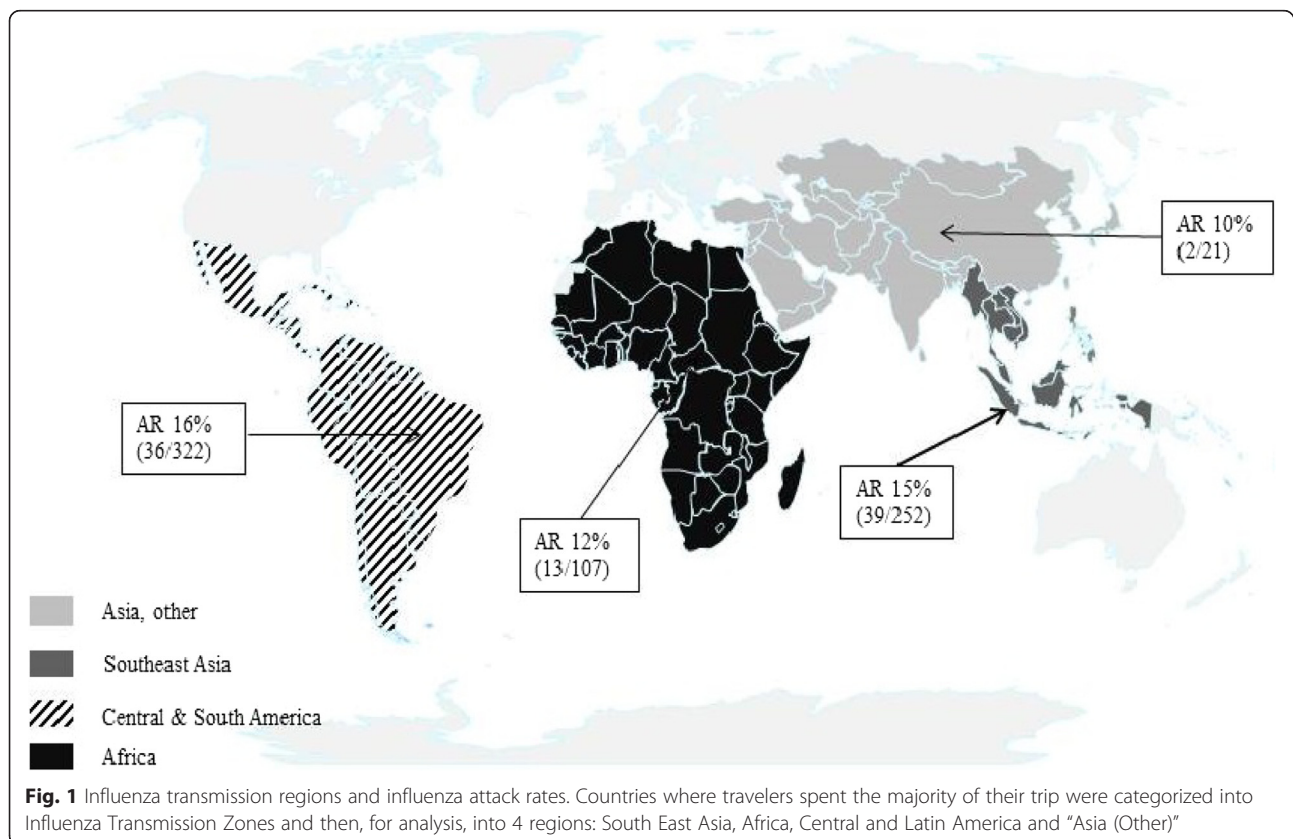 AR 10%
(2/21)
AR 16%
(36/322)
AR 15%
(39/252)
AR 12%
(13/107)
Asia, other
Southeast Asia
Central & South America
Africa
Fig. 1 Influenza transmission regions and influenza attack rates. Countries where travelers spent the majority of their trip were categorized into
Influenza Transmission Zones and then, for analysis, into 4 regions: South East Asia, Africa, Central and Latin America and “Asia (Other)”